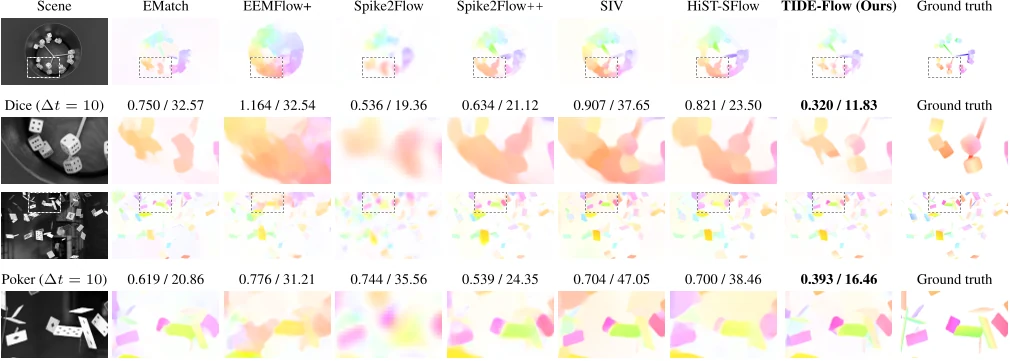 Scene EMatch EEMFlow+ Spike2Flow Spike2Flow++ SIV HiST-SFlow TIDE-Flow (Ours) Ground truth
Dice (Δt = 10) 0.750 / 32.57 1.164 / 32.54 0.536 / 19.36 0.634 / 21.12 0.907 / 37.65 0.821 / 23.50 0.320 / 11.83 Ground truth
Poker (Δt = 10) 0.619 / 20.86 0.776 / 31.21 0.744 / 35.56 0.539 / 24.35 0.704 / 47.05 0.700 / 38.46 0.393 / 16.46 Ground truth